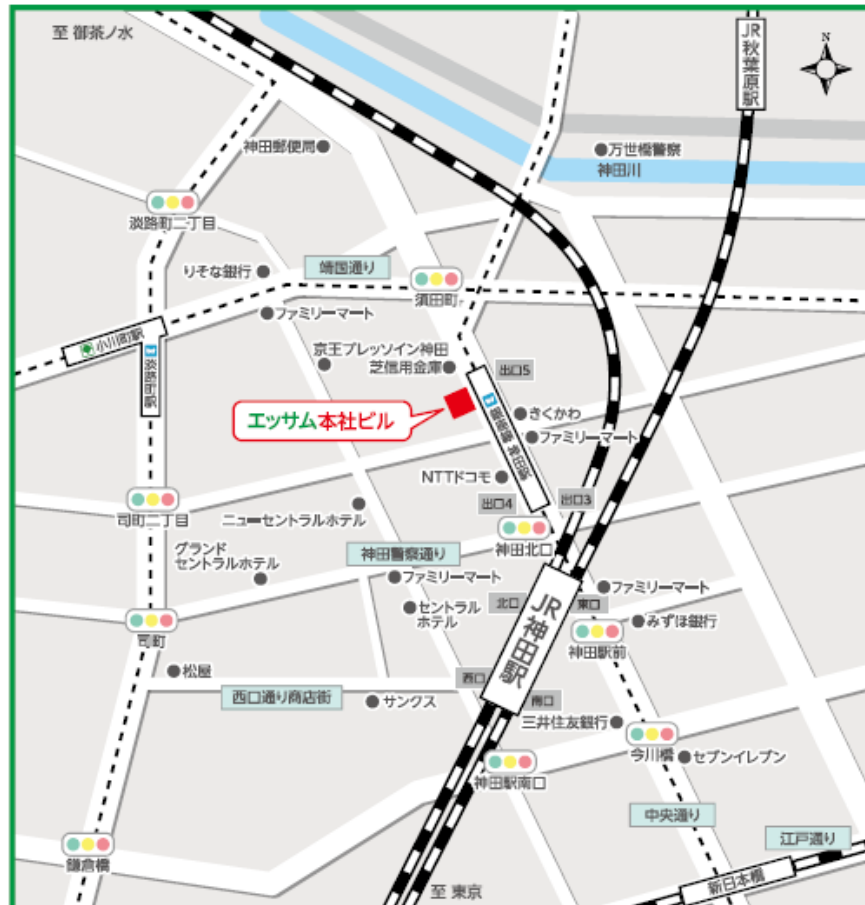 至 御茶ノ水
JR秋葉原駅
N
神田郵便局
万世橋警察
神田川
淡路町二丁目
りそな銀行
靖国通り
須田町
ファミリーマート
小川町駅
淡路町駅
京王プレッソイン神田
芝信用金庫
出口5
エッサム本社ビル
銀座線 神田駅
きくかわ
ファミリーマート
NTTドコモ
出口4
出口3
司町二丁目
ニューセントラルホテル
神田北口
グランド
セントラルホテル
神田警察通り
ファミリーマート
セントラル
ホテル
北口
JR神田駅
東口
ファミリーマート
みずほ銀行
神田駅前
司町
松屋
西口
西口通り商店街
サンクス
南口
三井住友銀行
今川橋
セブンイレブン
神田駅南口
中央通り
江戸通り
鎌倉橋
至 東京
新日本橋